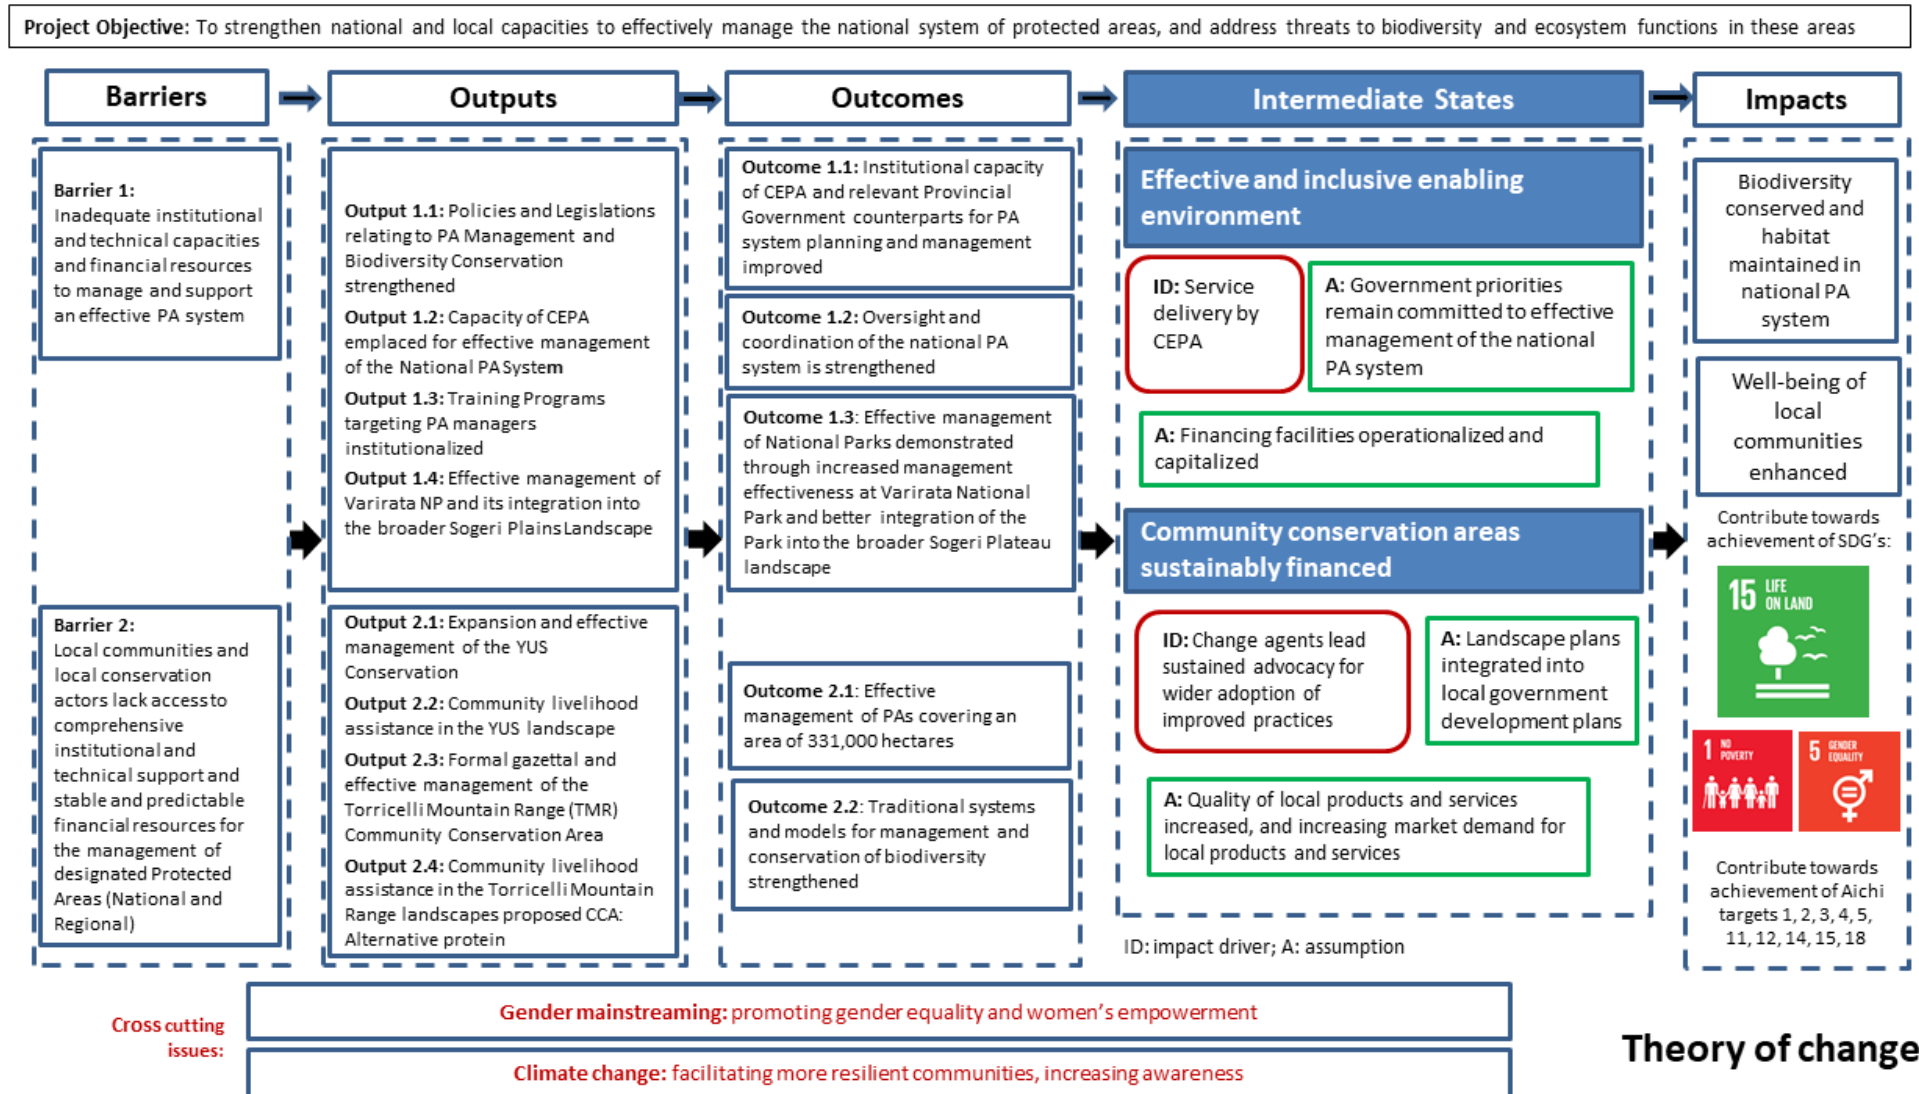 Project Objective: To strengthen national and local capacities to effectively manage the national system of protected areas, and address threats to biodiversity and ecosystem functions in these areas
Barriers
Outputs
Outcomes
Intermediate States
Impacts
Barrier 1:
Inadequate institutional
and technical capacities
and financial resources
to manage and support
an effective PA system
Barrier 2:
Local communities and
local conservation
actors lack access to
comprehensive
institutional and
technical support and
stable and predictable
financial resources for
the management of
designated Protected
Areas (National and
Regional)
Output 1.1: Policies and Legislations
relating to PA Management and
Biodiversity Conservation
strengthened
Output 1.2: Capacity of CEPA
emplaced for effective management
of the National PA System
Output 1.3: Training Programs
targeting PA managers
institutionalized
Output 1.4: Effective management of
Varirata NP and its integration into
the broader Sogeri Plains Landscape
Output 2.1: Expansion and effective
management of the YUS
Conservation
Output 2.2: Community livelihood
assistance in the YUS landscape
Output 2.3: Formal gazettal and
effective management of the
Torricelli Mountain Range (TMR)
Community Conservation Area
Output 2.4: Community livelihood
assistance in the Torricelli Mountain
Range landscapes proposed CCA:
Alternative protein
Outcome 1.1: Institutional capacity
of CEPA and relevant Provincial
Government counterparts for PA
system planning and management
improved
Outcome 1.2: Oversight and
coordination of the national PA
system is strengthened
Outcome 1.3: Effective management
of National Parks demonstrated
through increased management
effectiveness at Varirata National
Park and better integration of the
Park into the broader Sogeri Plateau
landscape
Outcome 2.1: Effective
management of PAs covering an
area of 331,000 hectares
Outcome 2.2: Traditional systems
and models for management and
conservation of biodiversity
strengthened
Effective and inclusive enabling
environment
ID: Service
delivery by
CEPA
A: Government priorities
remain committed to effective
management of the national
PA system
A: Financing facilities operationalized and
capitalized
Community conservation areas
sustainably financed
ID: Change agents lead
sustained advocacy for
wider adoption of
improved practices
A: Landscape plans
integrated into
local government
development plans
A: Quality of local products and services
increased, and increasing market demand for
local products and services
ID: impact driver; A: assumption
Biodiversity
conserved and
habitat
maintained in
national PA
system
Well-being of
local
communities
enhanced
Contribute towards
achievement of SDG's:
15 LIFE
ON LAND
1 NO
POVERTY
5 GENDER
EQUALITY
Contribute towards
achievement of Aichi
targets 1, 2, 3, 4, 5,
11, 12, 14, 15, 18
Cross cutting
issues:
Gender mainstreaming: promoting gender equality and women's empowerment
Climate change: facilitating more resilient communities, increasing awareness
Theory of change